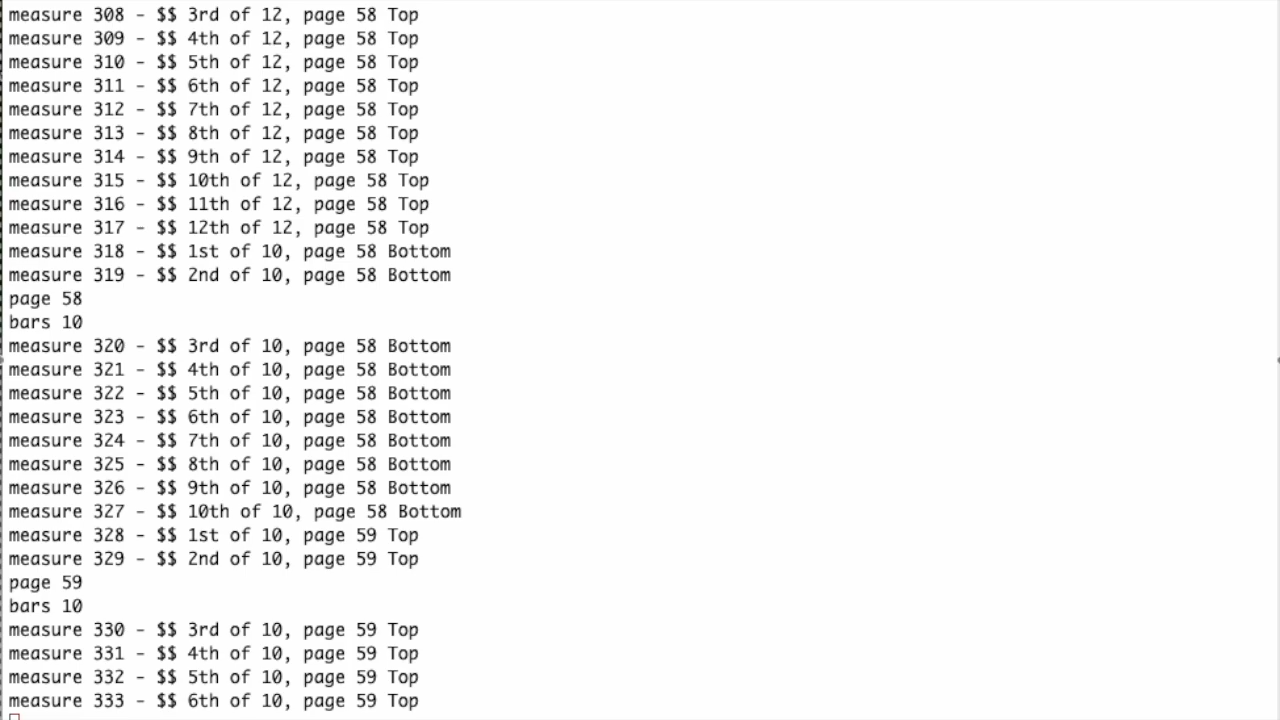 measure 308 - $$ 3rd of 12, page 58 Top
measure 309 - $$ 4th of 12, page 58 Top
measure 310 - $$ 5th of 12, page 58 Top
measure 311 - $$ 6th of 12, page 58 Top
measure 312 - $$ 7th of 12, page 58 Top
measure 313 - $$ 8th of 12, page 58 Top
measure 314 - $$ 9th of 12, page 58 Top
measure 315 - $$ 10th of 12, page 58 Top
measure 316 - $$ 11th of 12, page 58 Top
measure 317 - $$ 12th of 12, page 58 Top
measure 318 - $$ 1st of 10, page 58 Bottom
measure 319 - $$ 2nd of 10, page 58 Bottom
page 58
bars 10
measure 320 - $$ 3rd of 10, page 58 Bottom
measure 321 - $$ 4th of 10, page 58 Bottom
measure 322 - $$ 5th of 10, page 58 Bottom
measure 323 - $$ 6th of 10, page 58 Bottom
measure 324 - $$ 7th of 10, page 58 Bottom
measure 325 - $$ 8th of 10, page 58 Bottom
measure 326 - $$ 9th of 10, page 58 Bottom
measure 327 - $$ 10th of 10, page 58 Bottom
measure 328 - $$ 1st of 10, page 59 Top
measure 329 - $$ 2nd of 10, page 59 Top
page 59
bars 10
measure 330 - $$ 3rd of 10, page 59 Top
measure 331 - $$ 4th of 10, page 59 Top
measure 332 - $$ 5th of 10, page 59 Top
measure 333 - $$ 6th of 10, page 59 Top